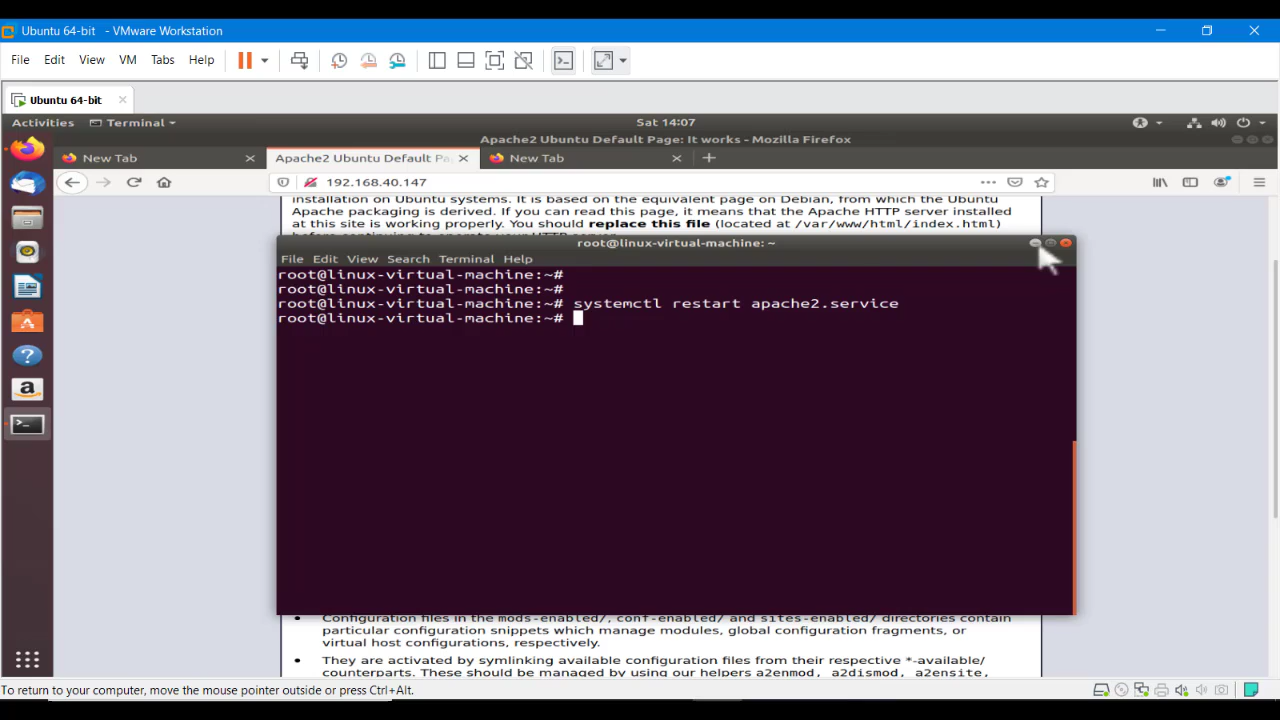 Ubuntu 64-bit - VMware Workstation
File Edit View VM Tabs Help
Ubuntu 64-bit
Activities Terminal Sat 14:07
Apache2 Ubuntu Default Page: It works - Mozilla Firefox
New Tab Apache2 Ubuntu Default Pa New Tab
192.168.40.147
installation on Ubuntu systems. It is based on the equivalent page on Debian, from which the Ubuntu
Apache packaging is derived. If you can read this page, it means that the Apache HTTP server installed
at this site is working properly. You should replace this file (located at /var/www/html/index.html)
before continuing to operate your HTTP server.
root@linux-virtual-machine: ~
File Edit View Search Terminal Help
root@linux-virtual-machine:~#
root@linux-virtual-machine:~#
root@linux-virtual-machine:~# systemctl restart apache2.service
root@linux-virtual-machine:~#
Configuration files in the mods-enabled/, conf-enabled/ and sites-enabled/ directories contain
particular configuration snippets which manage modules, global configuration fragments, or
virtual host configurations, respectively.
They are activated by symlinking available configuration files from their respective *-available/
counterparts. These should be managed by using our helpers a2enmod, a2dismod, a2ensite,
To return to your computer, move the mouse pointer outside or press Ctrl+Alt.